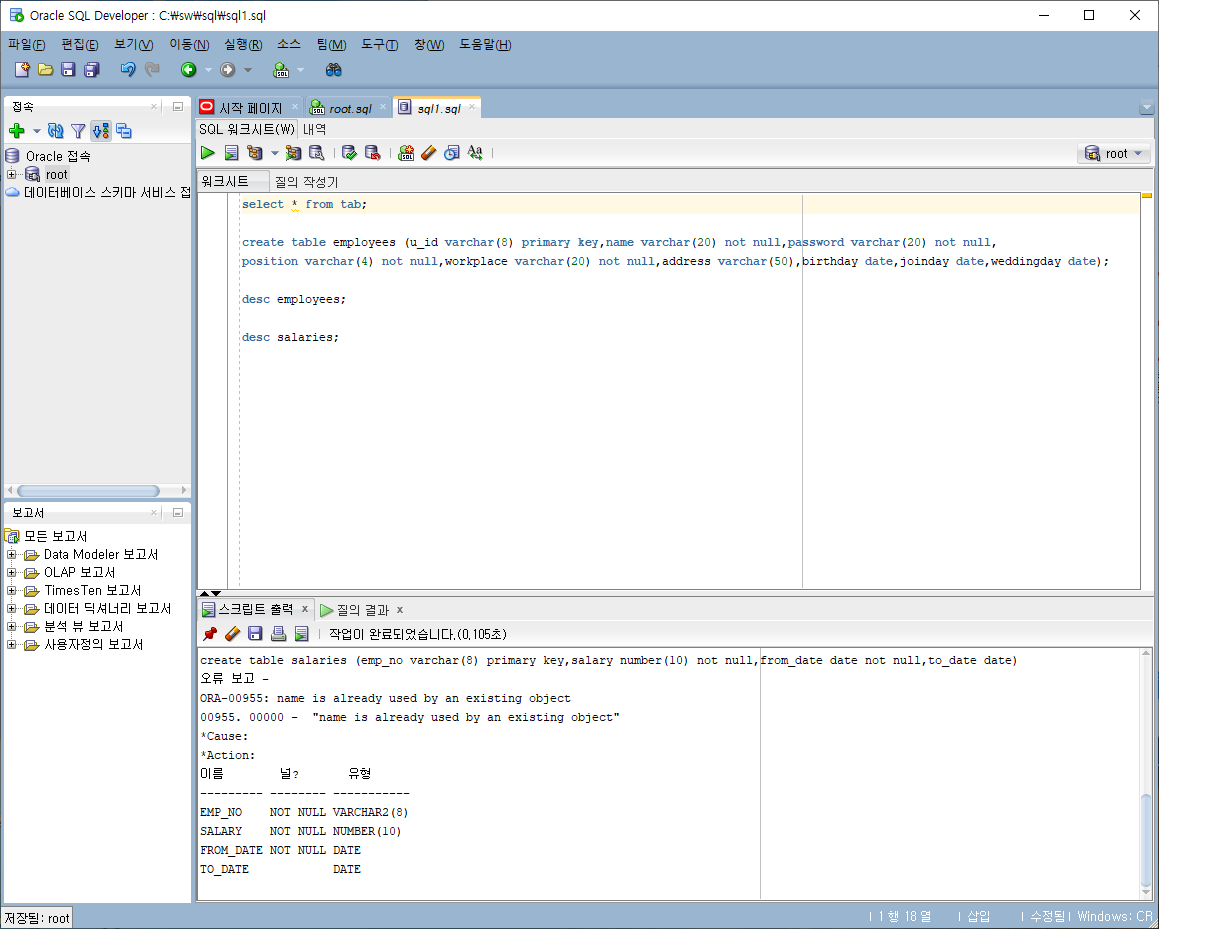 Oracle SQL Developer : C:₩sw₩sql₩sql1.sql
파일(F) 편집(E) 보기(V) 이동(N) 실행(R) 소스 팀(M) 도구(T) 창(W) 도움말(H)
접속
Oracle 접속
root
데이터베이스 스키마 서비스 접
시작 페이지 root.sql sql1.sql
SQL 워크시트(W) 내역
root
워크시트 질의 작성기
select * from tab;
create table employees (u_id varchar(8) primary key,name varchar(20) not null,password varchar(20) not null,
position varchar(4) not null,workplace varchar(20) not null,address varchar(50),birthday date,joinday date,weddingday date);
desc employees;
desc salaries;
보고서
모든 보고서
Data Modeler 보고서
OLAP 보고서
TimesTen 보고서
데이터 딕셔너리 보고서
분석 뷰 보고서
사용자정의 보고서
스크립트 출력 x 질의 결과 x
작업이 완료되었습니다.(0.105초)
create table salaries (emp_no varchar(8) primary key,salary number(10) not null,from_date date not null,to_date date)
오류 보고 -
ORA-00955: name is already used by an existing object
00955. 00000 -  "name is already used by an existing object"
*Cause:
*Action:
이름 널? 유형
--------- -------- -----------
EMP_NO NOT NULL VARCHAR2(8)
SALARY NOT NULL NUMBER(10)
FROM_DATE NOT NULL DATE
TO_DATE DATE
저장됨: root
1 행 18 열 삽입 수정됨 Windows: CR